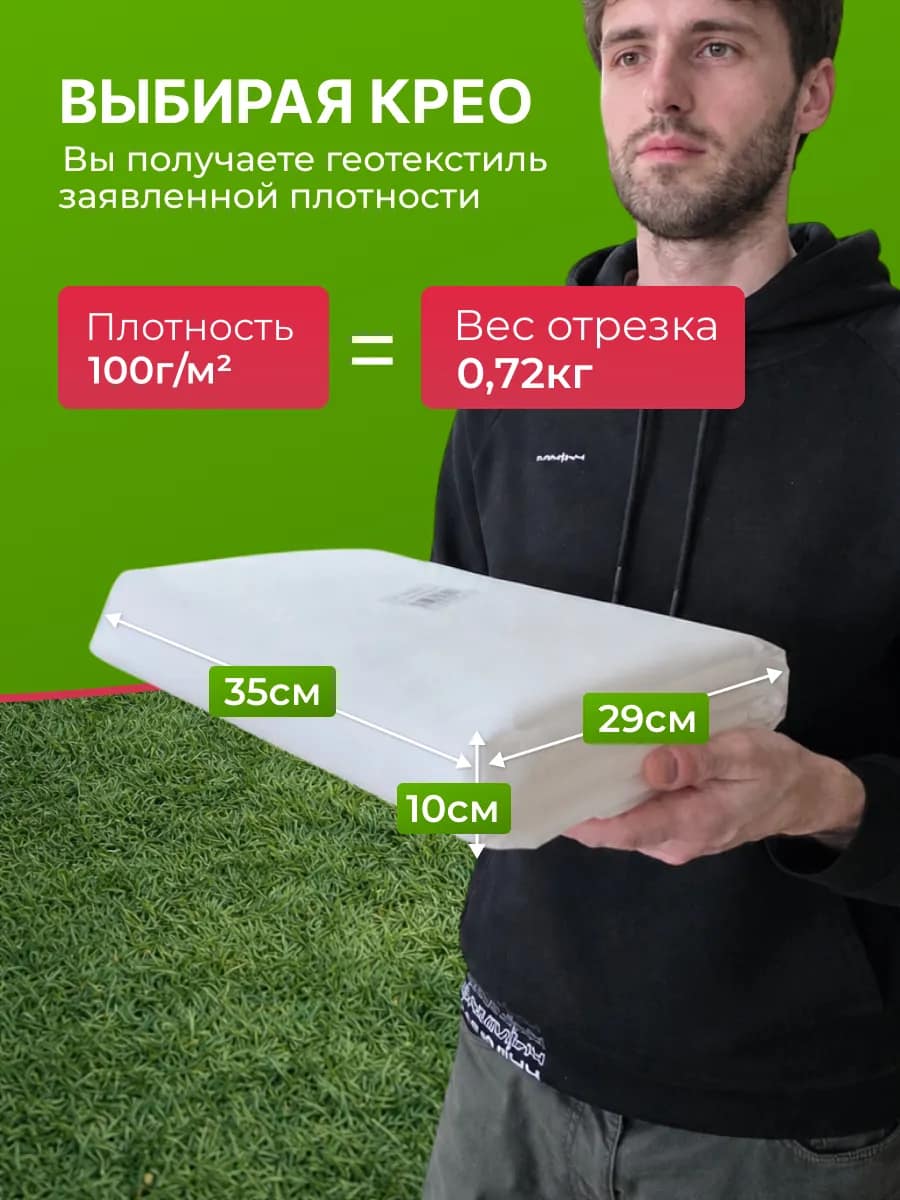 ВЫБИРАЯ КРЕО
Вы получаете геотекстиль
заявленной плотности
Плотность
100г/м²
=
Вес отрезка
0,72кг
35см
29см
10см